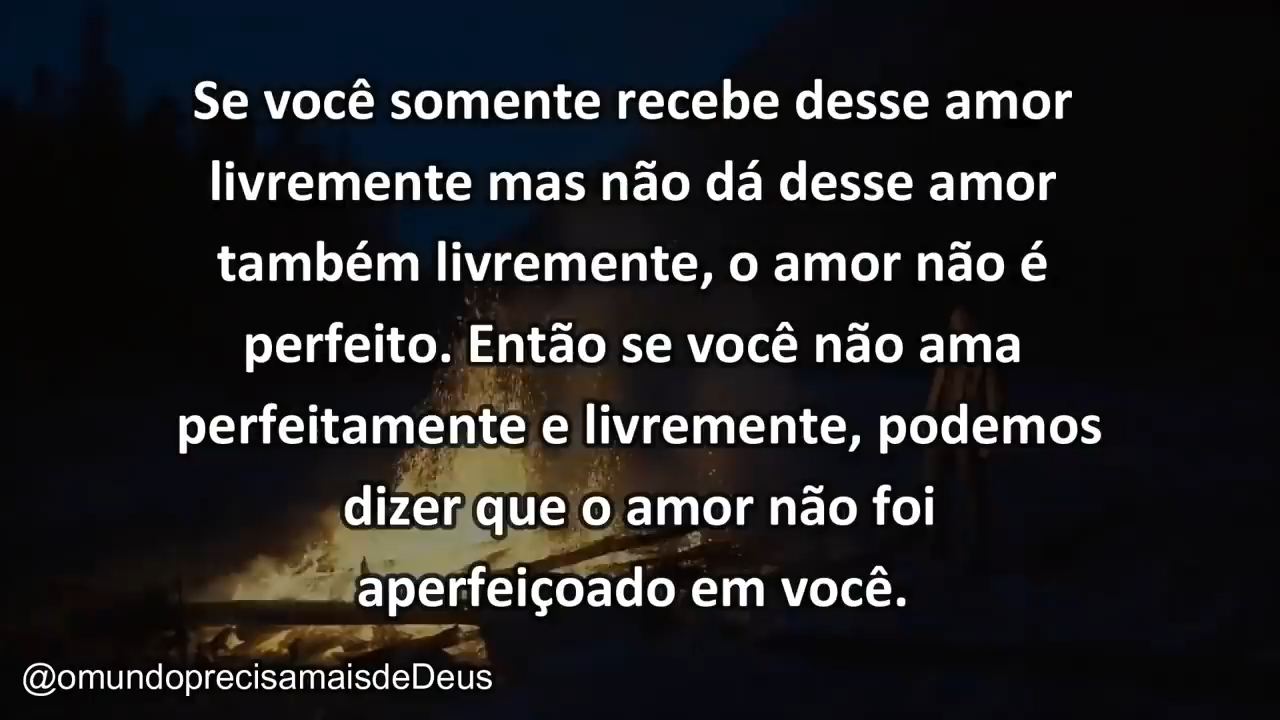 Se você somente recebe desse amor
livremente mas não dá desse amor
também livremente, o amor não é
perfeito. Então se você não ama
perfeitamente e livremente, podemos
dizer que o amor não foi
aperfeiçoado em você.
@omundoprecisamaisdeDeus